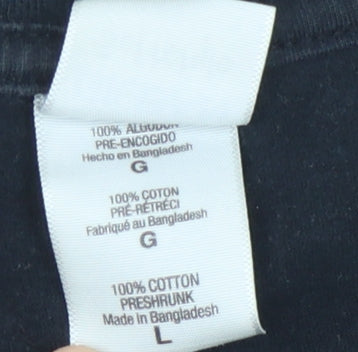 100% ALGODON
PRE-ENCOGIDO
Hecho en Bangladesh
G
100% COTON
PRÉ-RÉTRÉCI
Fabriqué au Bangladesh
G
100% COTTON
PRESHRUNK
Made in Bangladesh
L